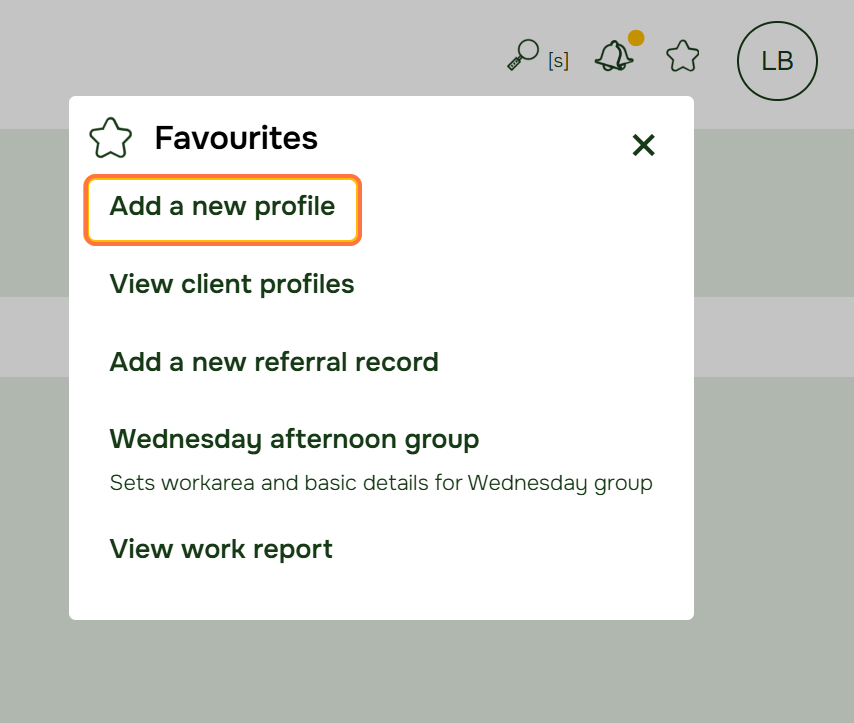 [s]
LB
Favourites
Add a new profile
View client profiles
Add a new referral record
Wednesday afternoon group
Sets workarea and basic details for Wednesday group
View work report